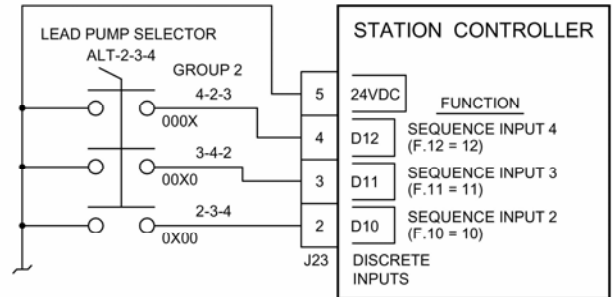 LEAD PUMP SELECTOR
ALT-2-3-4
GROUP 2
STATION CONTROLLER
5
24VDC
FUNCTION
4-2-3
000X
4
D12
SEQUENCE INPUT 4
(F.12 = 12)
3-4-2
00X0
3
D11
SEQUENCE INPUT 3
(F.11 = 11)
2-3-4
0X00
2
D10
SEQUENCE INPUT 2
(F.10 = 10)
J23
DISCRETE
INPUTS